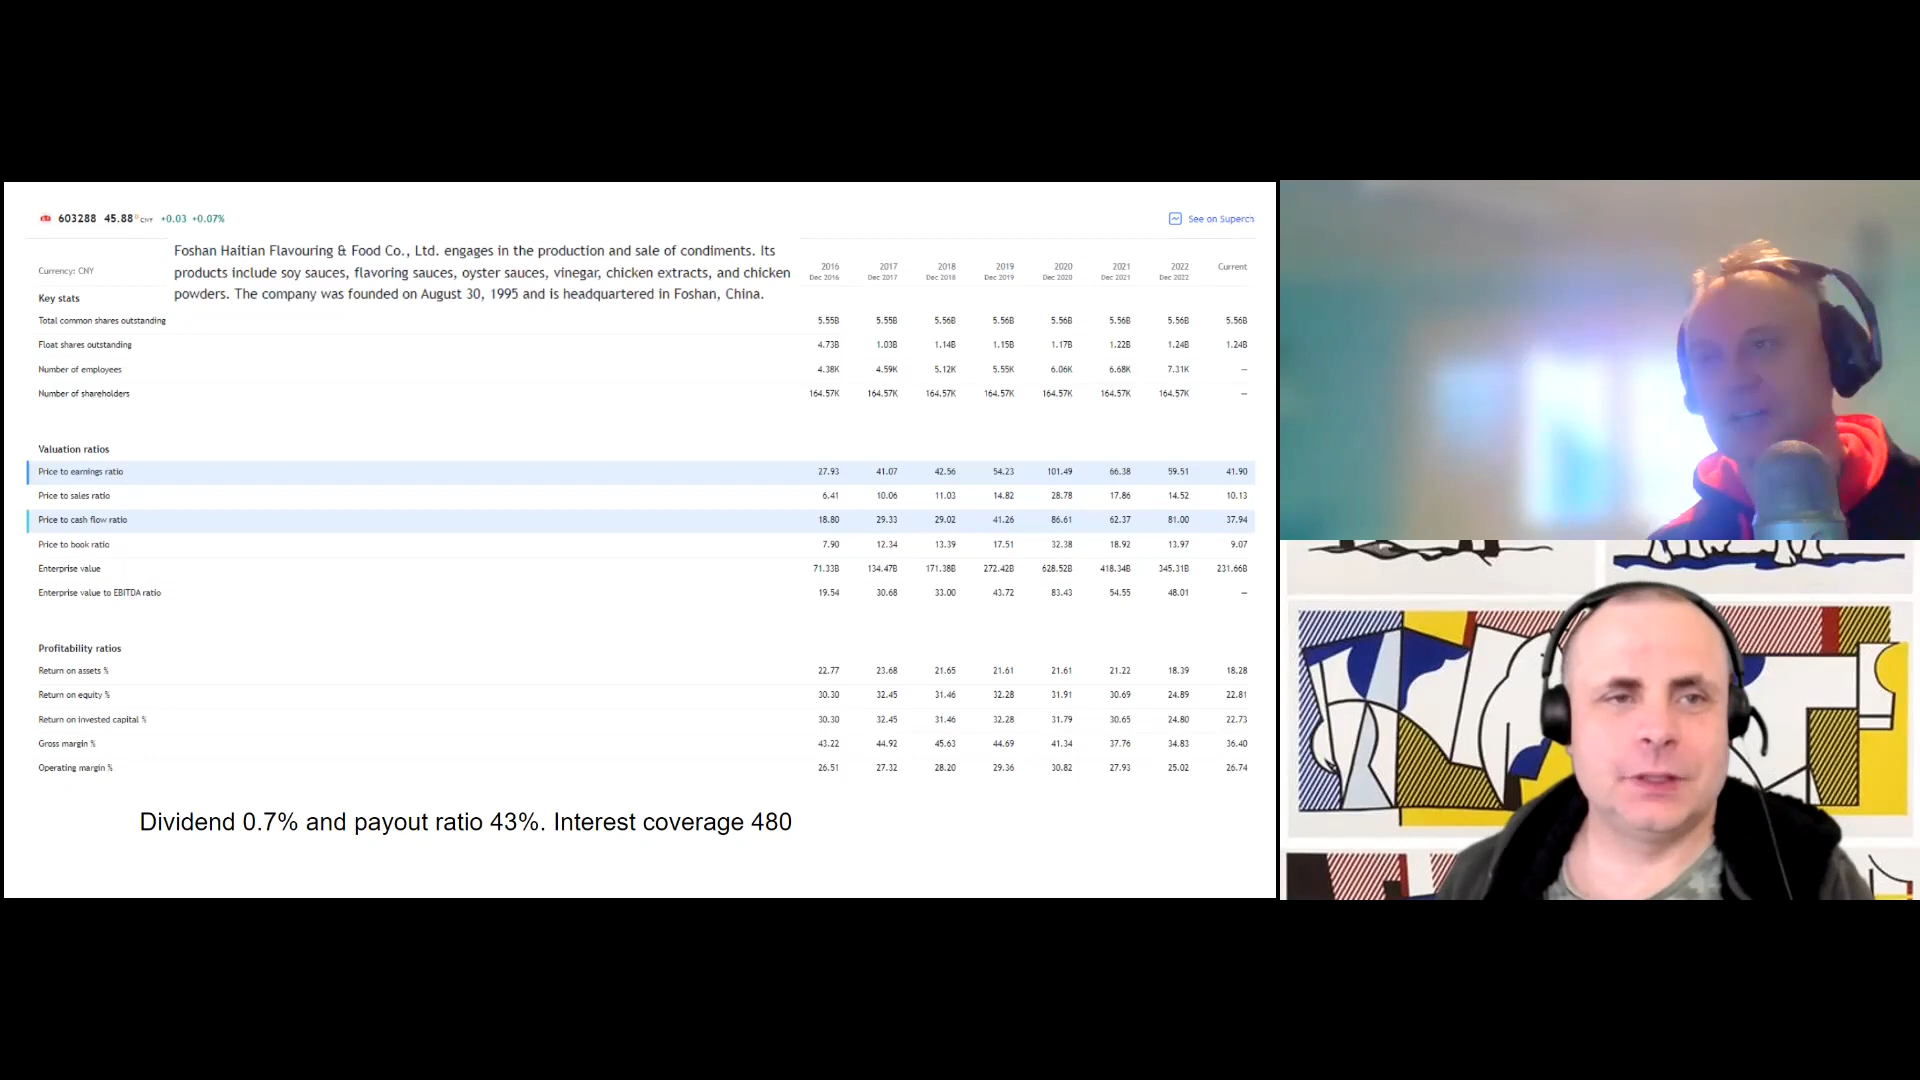 603288 45.88 D CNY +0.03 +0.07%
See on Superch
Foshan Haitian Flavouring & Food Co., Ltd. engages in the production and sale of condiments. Its
products include soy sauces, flavoring sauces, oyster sauces, vinegar, chicken extracts, and chicken
powders. The company was founded on August 30, 1995 and is headquartered in Foshan, China.
Currency: CNY
2016 2017 2018 2019 2020 2021 2022 Current
Dec 2016 Dec 2017 Dec 2018 Dec 2019 Dec 2020 Dec 2021 Dec 2022
Key stats
Total common shares outstanding 5.55B 5.55B 5.56B 5.56B 5.56B 5.56B 5.56B 5.56B
Float shares outstanding 4.73B 1.03B 1.14B 1.15B 1.17B 1.22B 1.24B 1.24B
Number of employees 4.38K 4.59K 5.12K 5.55K 6.06K 6.68K 7.31K —
Number of shareholders 164.57K 164.57K 164.57K 164.57K 164.57K 164.57K 164.57K —
Valuation ratios
Price to earnings ratio 27.93 41.07 42.56 54.23 101.49 66.38 59.51 41.90
Price to sales ratio 6.41 10.06 11.03 14.82 28.78 17.86 14.52 10.13
Price to cash flow ratio 18.80 29.33 29.02 41.26 86.61 62.37 81.00 37.94
Price to book ratio 7.90 12.34 13.39 17.51 32.38 18.92 13.97 9.07
Enterprise value 71.33B 134.47B 171.38B 272.42B 628.52B 418.34B 345.31B 231.66B
Enterprise value to EBITDA ratio 19.54 30.68 33.00 43.72 83.43 54.55 48.01 —
Profitability ratios
Return on assets % 22.77 23.68 21.65 21.61 21.61 21.22 18.39 18.28
Return on equity % 30.30 32.45 31.46 32.28 31.91 30.69 24.89 22.81
Return on invested capital % 30.30 32.45 31.46 32.28 31.79 30.65 24.80 22.73
Gross margin % 43.22 44.92 45.63 44.69 41.34 37.76 34.83 36.40
Operating margin % 26.51 27.32 28.20 29.36 30.82 27.93 25.02 26.74
Dividend 0.7% and payout ratio 43%. Interest coverage 480